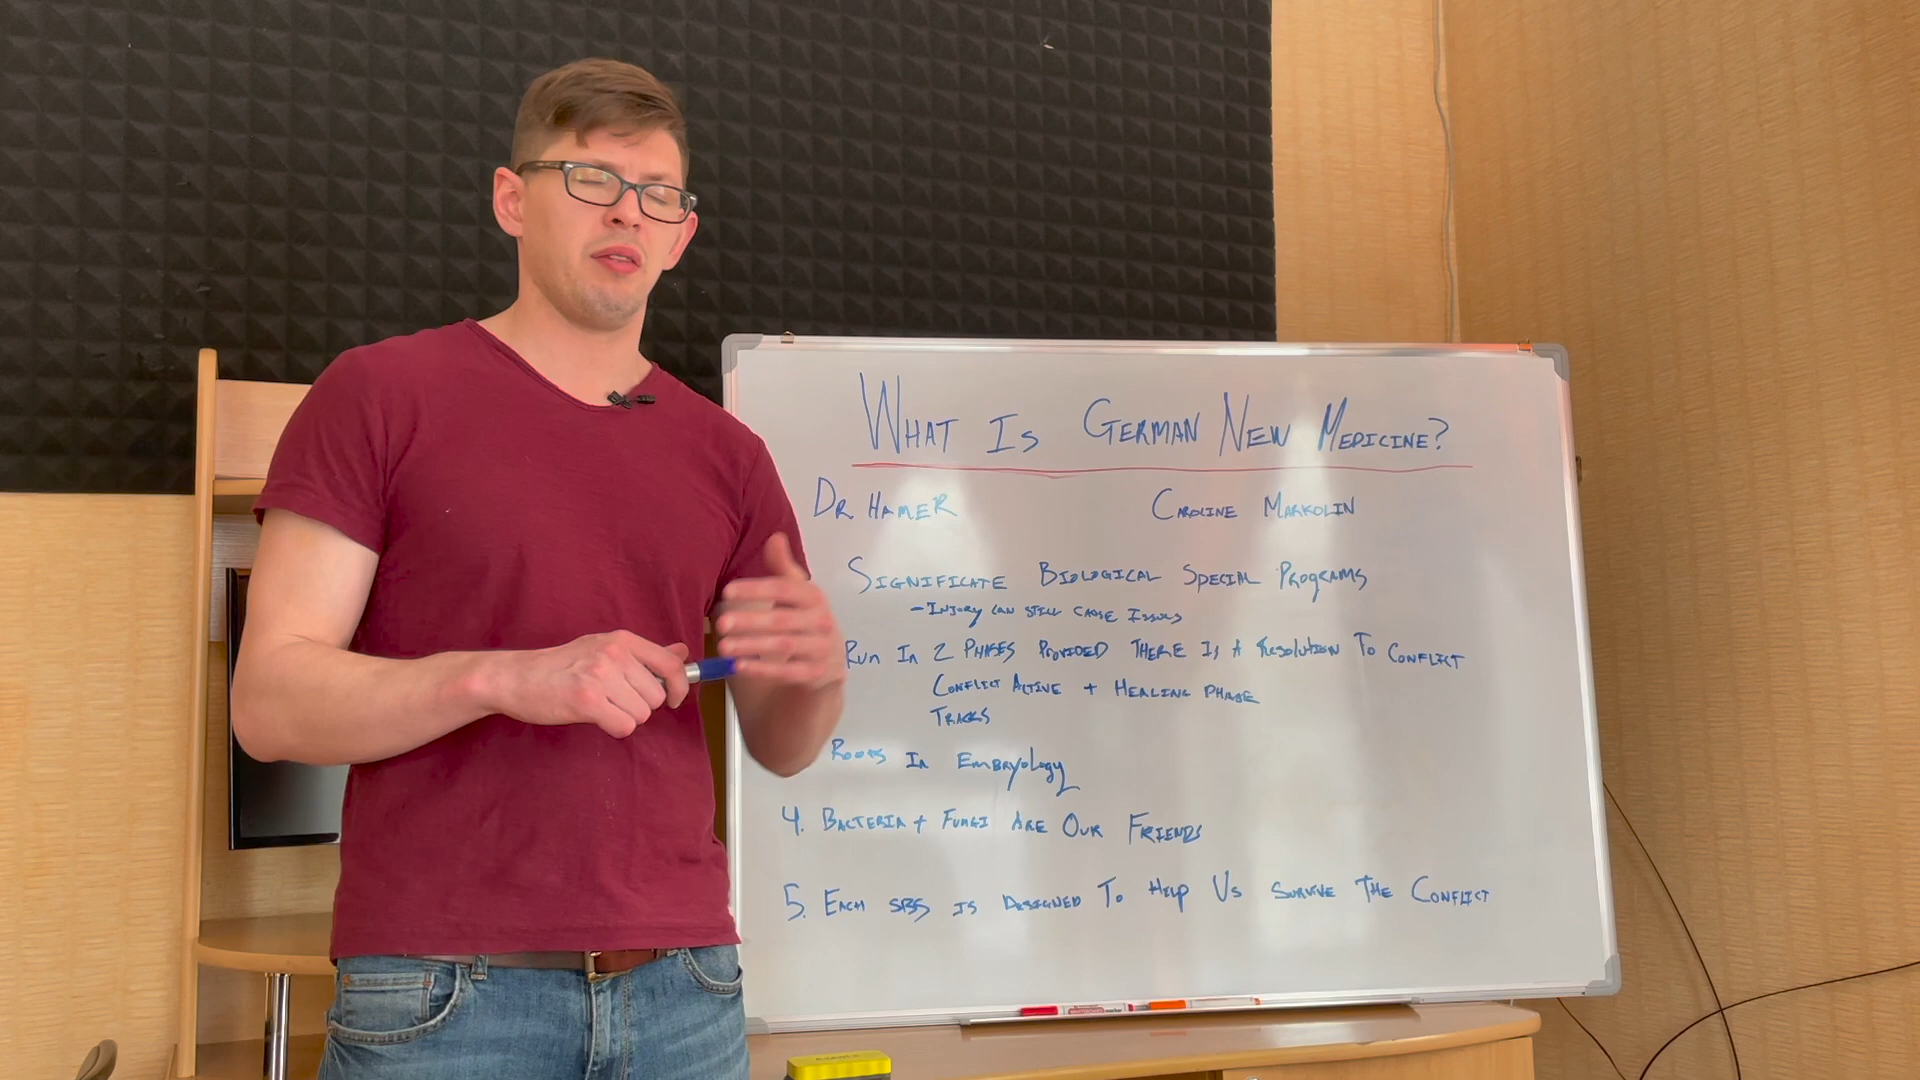 What Is German New Medicine?
Dr Hamer Caroline Markolin
Significate Biological Special Programs
- Injury can still cause Issues
Run In 2 Phases Provided There Is A Resolution To Conflict
Conflict Active + Healing phase
Tracks
Roots In Embryology
4. Bacteria + Fungi Are Our Friends
5. Each SBS is Designed To Help Us Survive The Conflict